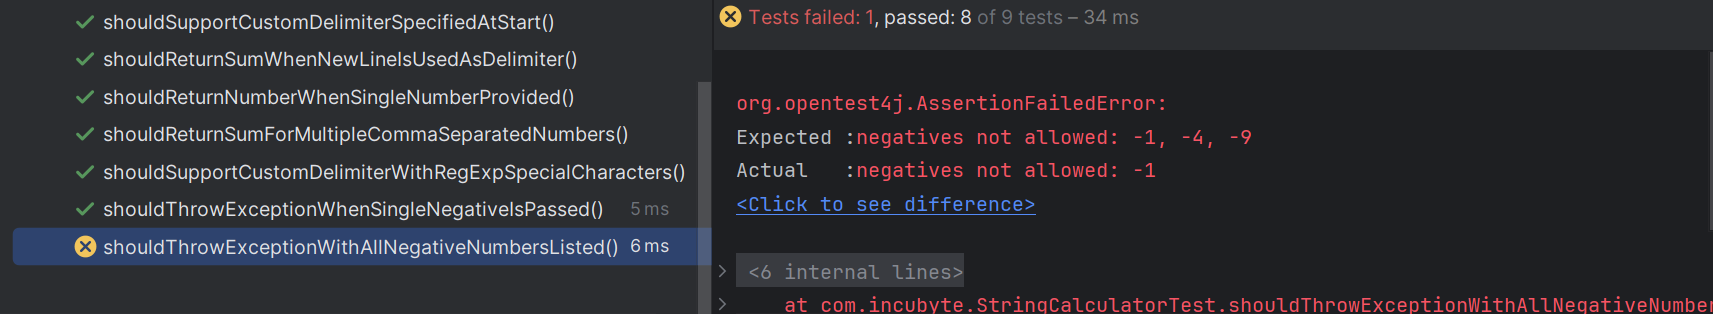 shouldSupportCustomDelimiterSpecifiedAtStart()
shouldReturnSumWhenNewLineIsUsedAsDelimiter()
shouldReturnNumberWhenSingleNumberProvided()
shouldReturnSumForMultipleCommaSeparatedNumbers()
shouldSupportCustomDelimiterWithRegExpSpecialCharacters()
shouldThrowExceptionWhenSingleNegativeIsPassed() 5 ms
shouldThrowExceptionWithAllNegativeNumbersListed() 6 ms
Tests failed: 1, passed: 8 of 9 tests – 34 ms
org.opentest4j.AssertionFailedError:
Expected :negatives not allowed: -1, -4, -9
Actual   :negatives not allowed: -1
<Click to see difference>
<6 internal lines>
at com.incubyte.StringCalculatorTest.shouldThrowExceptionWithAllNegativeNumber